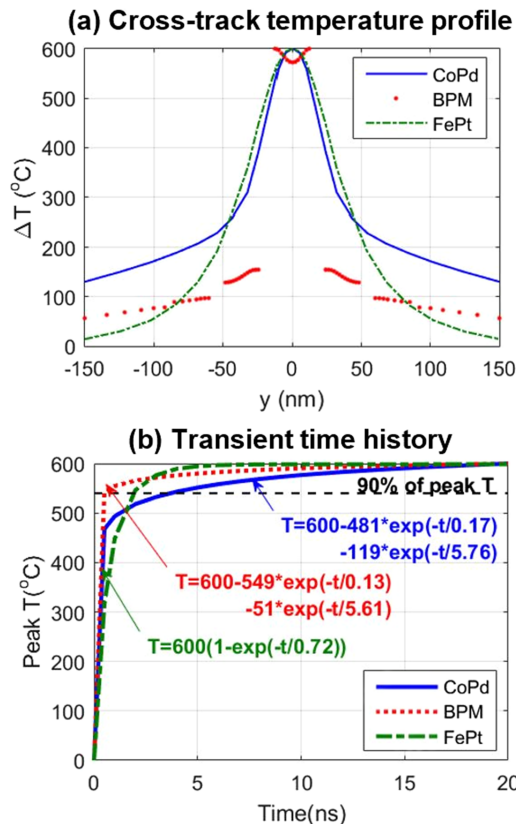 (a) Cross-track temperature profile
600
500
400
300
200
100
0
ΔT (°C)
CoPd
BPM
FePt
-150
-100
-50
0
50
100
150
y (nm)
(b) Transient time history
600
500
400
300
200
100
0
Peak T(°C)
90% of peak T
T=600-481*exp(-t/0.17)
-119*exp(-t/5.76)
T=600-549*exp(-t/0.13)
-51*exp(-t/5.61)
T=600(1-exp(-t/0.72))
CoPd
BPM
FePt
0
5
10
15
20
Time(ns)